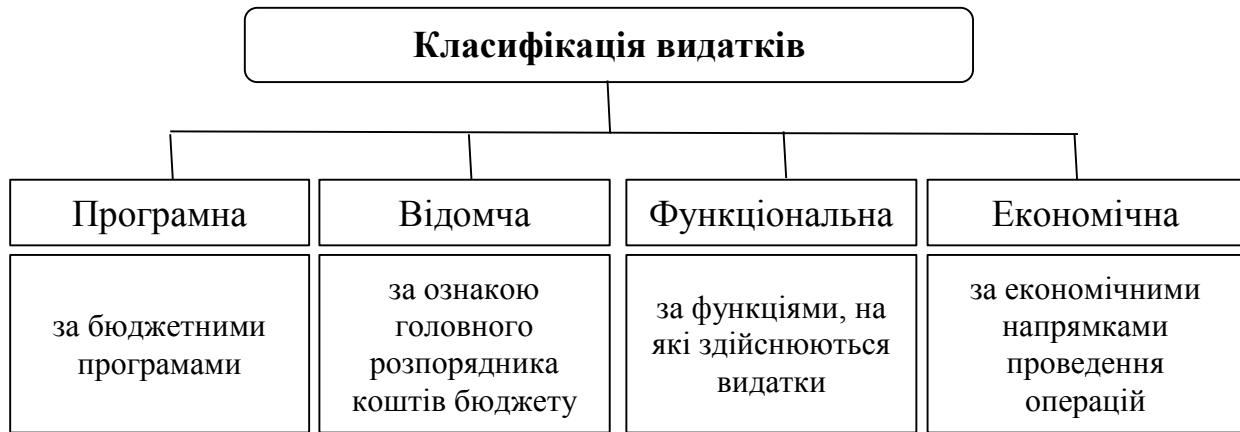 Класифікація видатків
Програмна
Відомча
Функціональна
Економічна
за бюджетними
програмами
за ознакою
головного
розпорядника
коштів бюджету
за функціями, на
які здійснюються
видатки
за економічними
напрямками
проведення
операцій